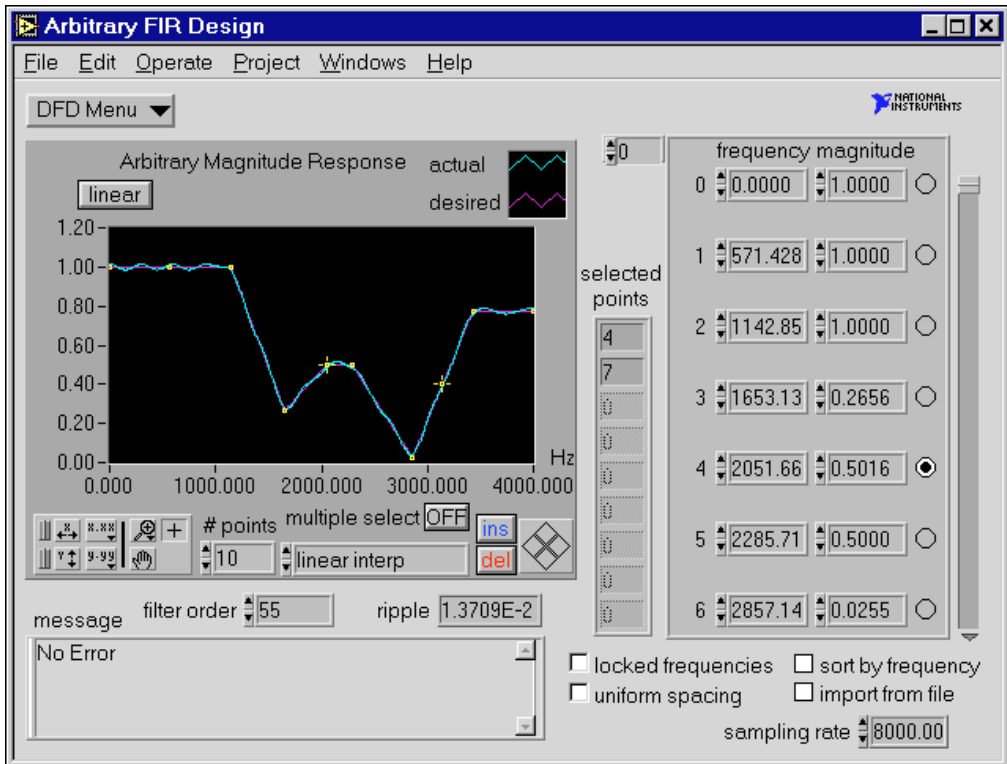 Arbitrary FIR Design
File Edit Operate Project Windows Help
DFD Menu
NATIONAL INSTRUMENTS
Arbitrary Magnitude Response
actual
desired
linear
1.20
1.00
0.80
0.60
0.40
0.20
0.00
Hz
0.000 1000.000 2000.000 3000.000 4000.000
# points
10
multiple select OFF
linear interp
ins
del
X
X.XX
Y
Y.YY
0
selected points
4
7
0
0
0
0
0
0
0
frequency magnitude
0 0.0000 1.0000
1 571.428 1.0000
2 1142.85 1.0000
3 1653.13 0.2656
4 2051.66 0.5016
5 2285.71 0.5000
6 2857.14 0.0255
message
filter order 55
ripple 1.3709E-2
No Error
locked frequencies
sort by frequency
uniform spacing
import from file
sampling rate 8000.00